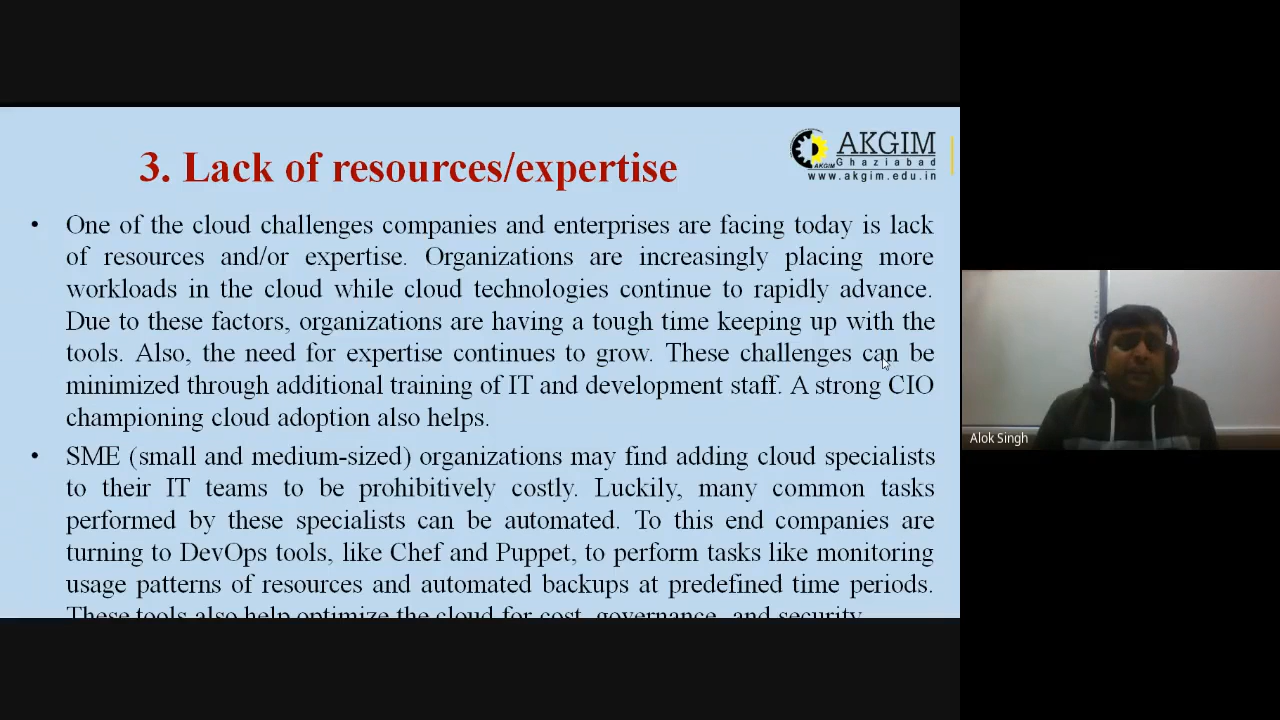 3. Lack of resources/expertise
AKGIM
Ghaziabad
AKGIM
www.akgim.edu.in
• One of the cloud challenges companies and enterprises are facing today is lack
of resources and/or expertise. Organizations are increasingly placing more
workloads in the cloud while cloud technologies continue to rapidly advance.
Due to these factors, organizations are having a tough time keeping up with the
tools. Also, the need for expertise continues to grow. These challenges can be
minimized through additional training of IT and development staff. A strong CIO
championing cloud adoption also helps.
• SME (small and medium-sized) organizations may find adding cloud specialists
to their IT teams to be prohibitively costly. Luckily, many common tasks
performed by these specialists can be automated. To this end companies are
turning to DevOps tools, like Chef and Puppet, to perform tasks like monitoring
usage patterns of resources and automated backups at predefined time periods.
These tools also help optimize the cloud for cost, governance, and security.
Alok Singh